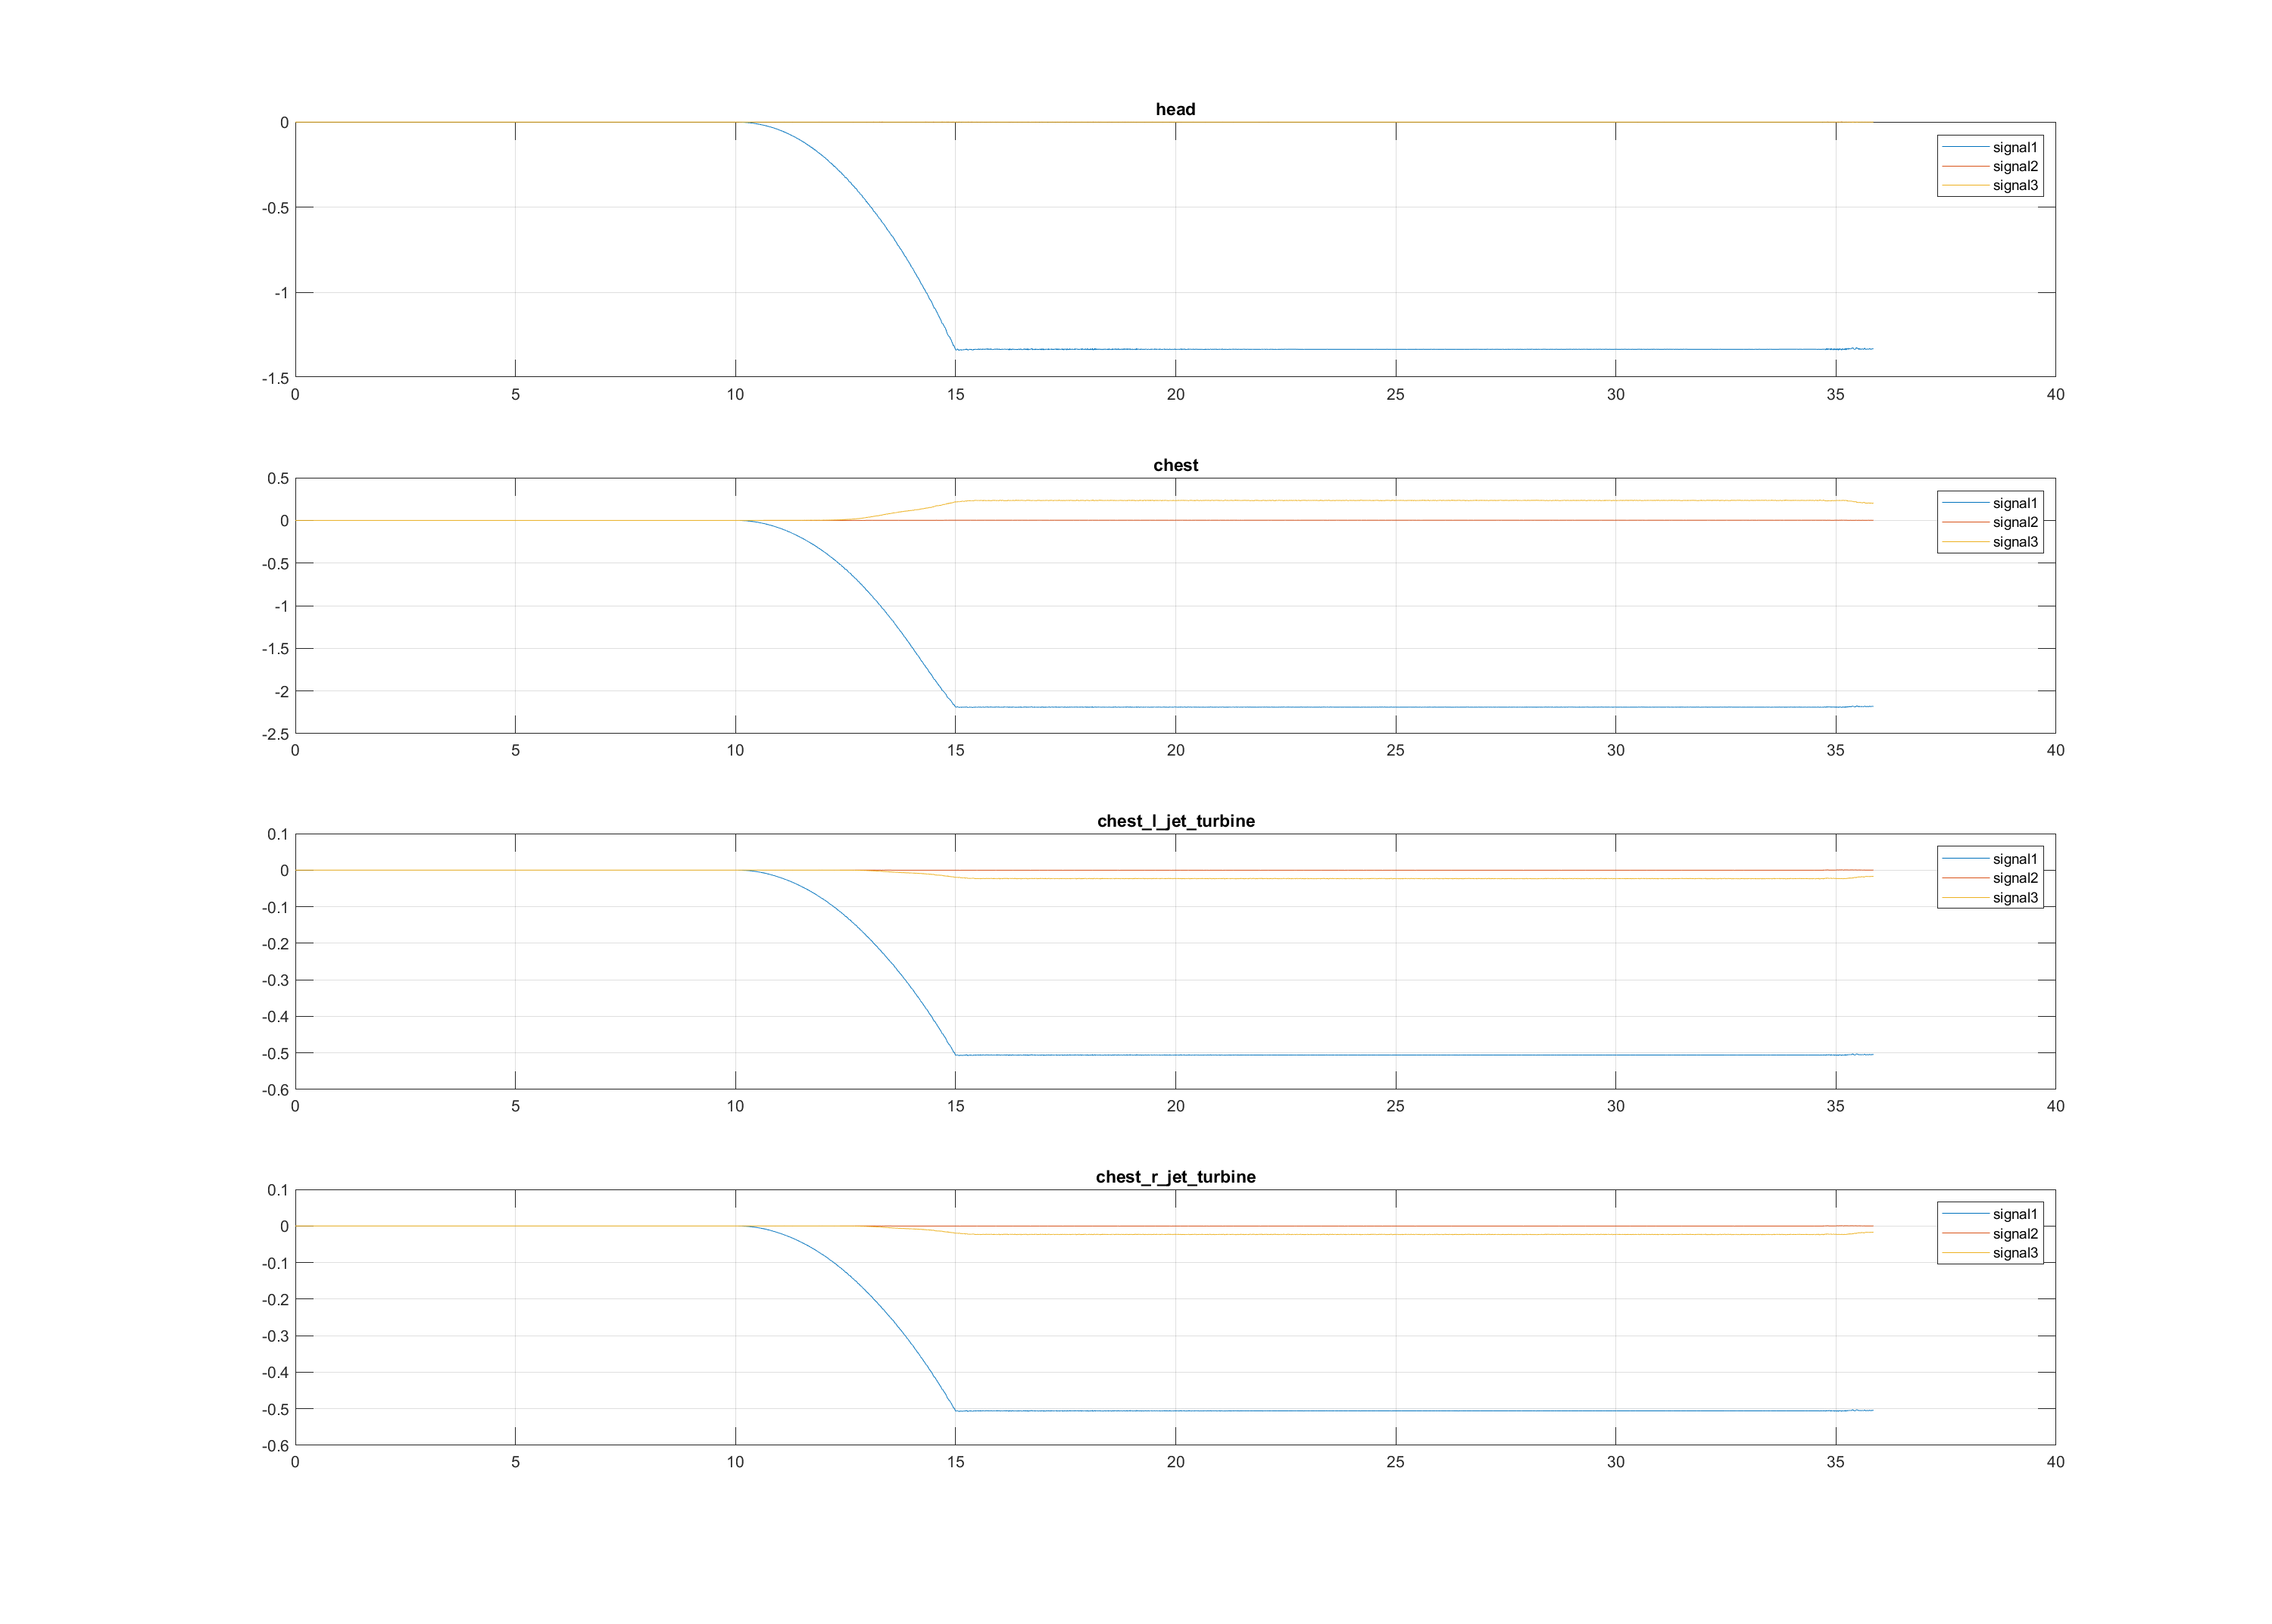 head
0
-0.5
-1
-1.5
0 5 10 15 20 25 30 35 40
signal1
signal2
signal3
chest
0.5
0
-0.5
-1
-1.5
-2
-2.5
0 5 10 15 20 25 30 35 40
signal1
signal2
signal3
chest_l_jet_turbine
0.1
0
-0.1
-0.2
-0.3
-0.4
-0.5
-0.6
0 5 10 15 20 25 30 35 40
signal1
signal2
signal3
chest_r_jet_turbine
0.1
0
-0.1
-0.2
-0.3
-0.4
-0.5
-0.6
0 5 10 15 20 25 30 35 40
signal1
signal2
signal3